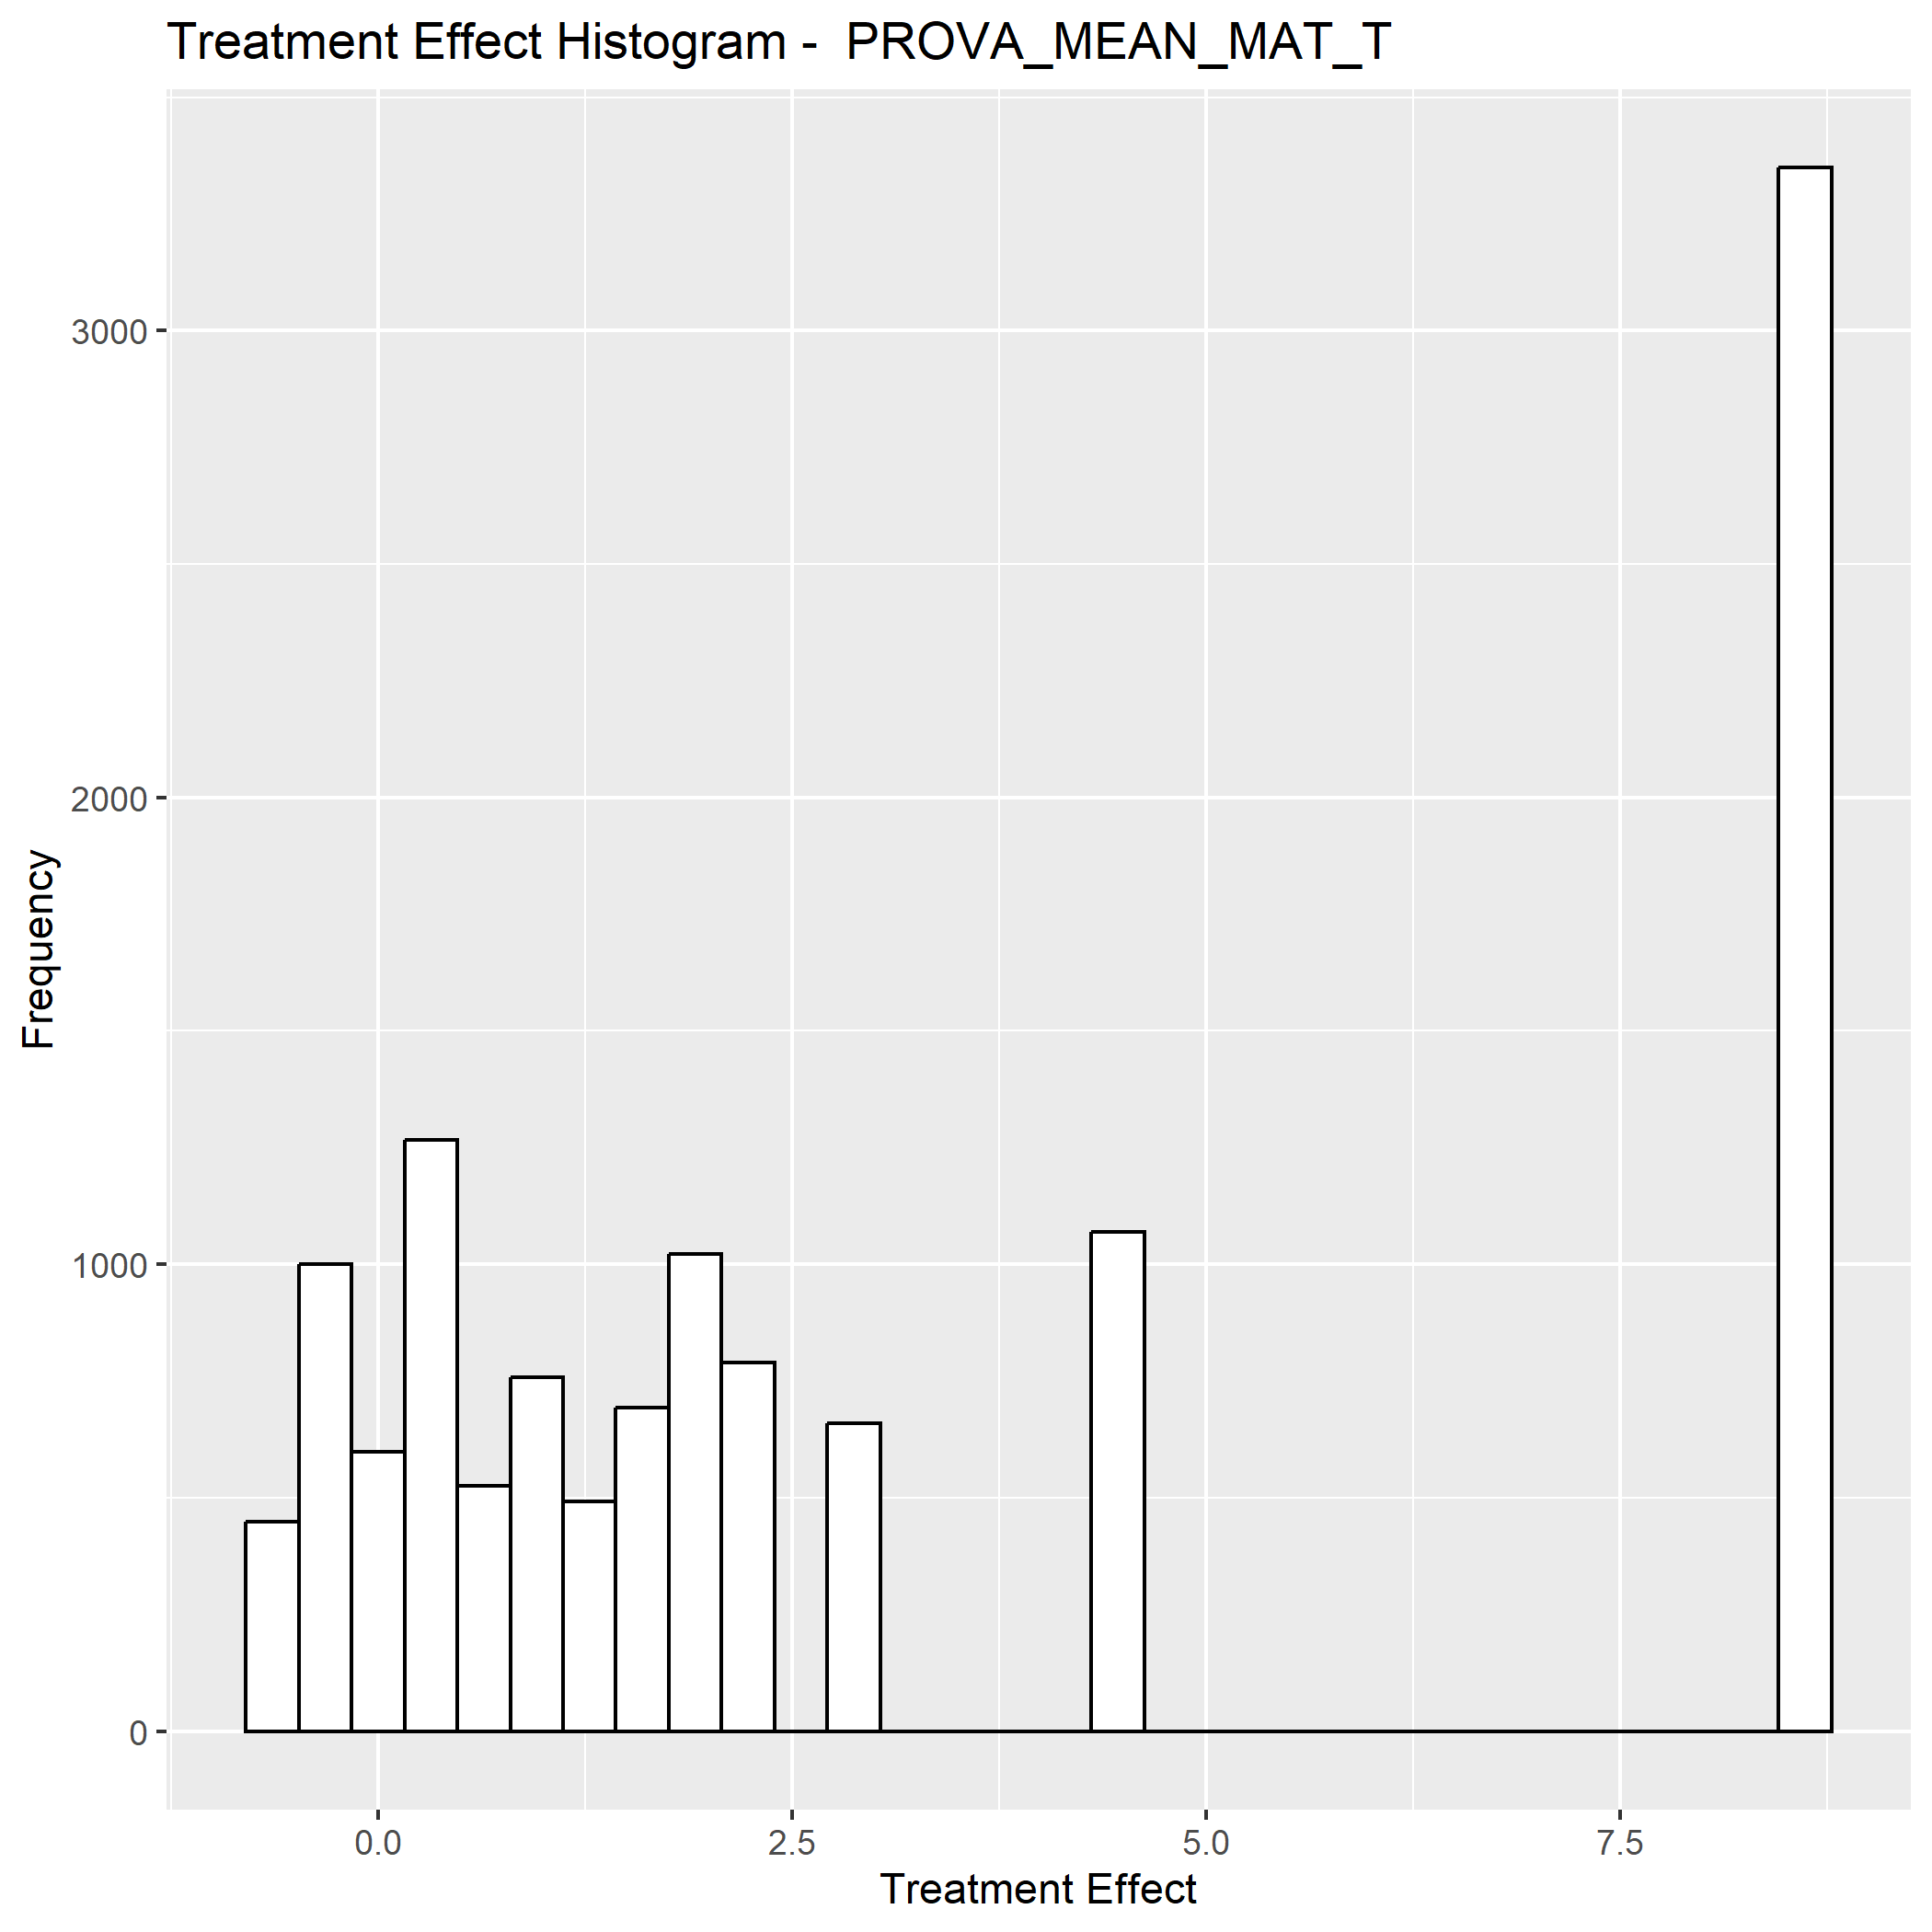 Treatment Effect Histogram -  PROVA_MEAN_MAT_T
3000
2000
1000
0
Frequency
0.0 2.5 5.0 7.5
Treatment Effect